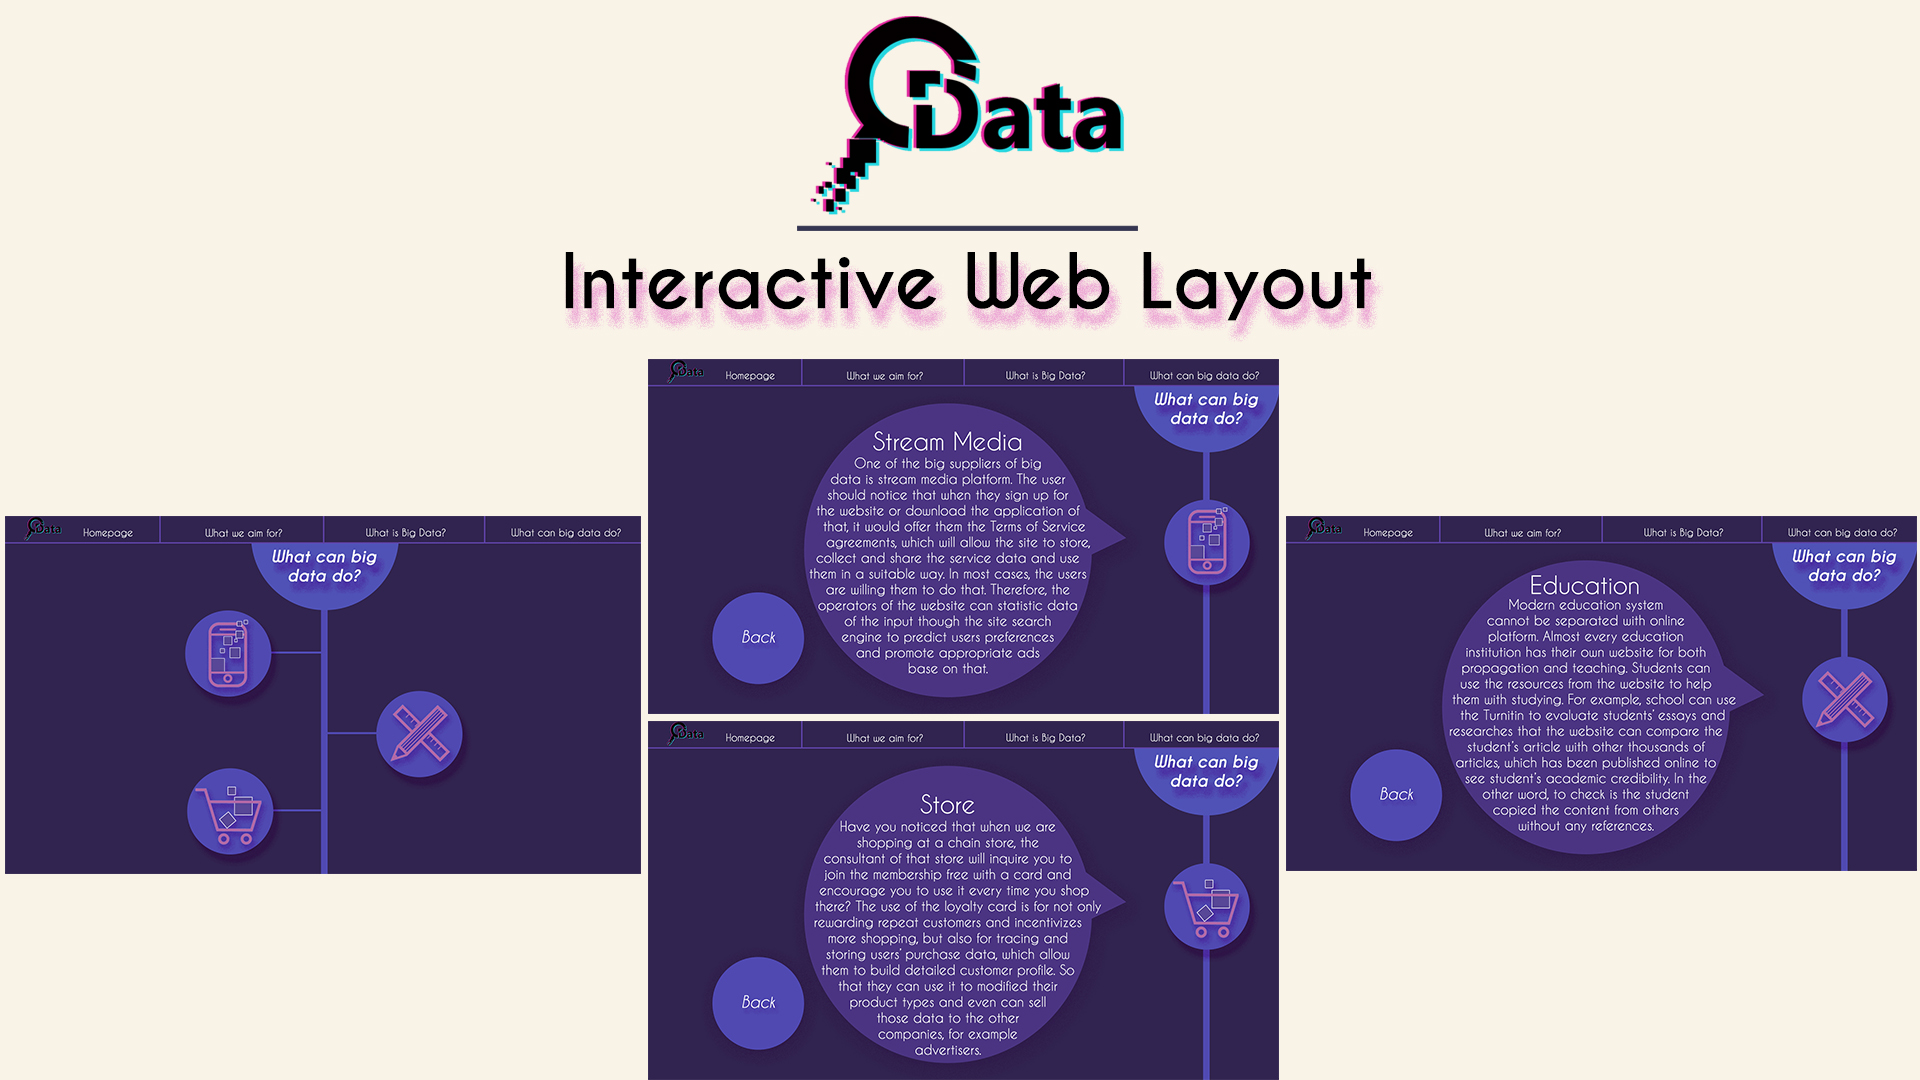 Data
Interactive Web Layout
Data
Homepage
What we aim for?
What is Big Data?
What can big data do?
What can big
data do?
Data
Homepage
What we aim for?
What is Big Data?
What can big data do?
What can big
data do?
Stream Media
One of the big suppliers of big
data is stream media platform. The user
should notice that when they sign up for
the website or download the application of
that, it would offer them the Terms of Service
agreements, which will allow the site to store,
collect and share the service data and use
them in a suitable way. In most cases, the users
are willing them to do that. Therefore, the
operators of the website can statistic data
of the input though the site search
engine to predict users preferences
and promote appropriate ads
base on that.
Back
Data
Homepage
What we aim for?
What is Big Data?
What can big data do?
What can big
data do?
Store
Have you noticed that when we are
shopping at a chain store, the
consultant of that store will inquire you to
join the membership free with a card and
encourage you to use it every time you shop
there? The use of the loyalty card is for not only
rewarding repeat customers and incentivizes
more shopping, but also for tracing and
storing users' purchase data, which allow
them to build detailed customer profile. So
that they can use it to modified their
product types and even can sell
those data to the other
companies, for example
advertisers.
Back
Data
Homepage
What we aim for?
What is Big Data?
What can big data do?
What can big
data do?
Education
Modern education system
cannot be separated with online
platform. Almost every education
institution has their own website for both
propagation and teaching. Students can
use the resources from the website to help
them with studying. For example, school can use
the Turnitin to evaluate students' essays and
researches that the website can compare the
student's article with other thousands of
articles, which has been published online to
see student's academic credibility. In the
other word, to check is the student
copied the content from others
without any references.
Back